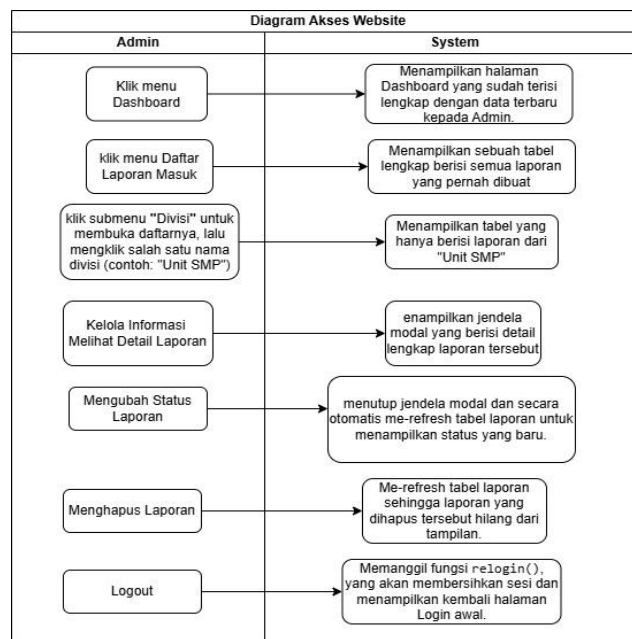 Diagram Akses Website
Admin
System
Klik menu
Dashboard
Menampilkan halaman
Dashboard yang sudah terisi
lengkap dengan data terbaru
kepada Admin.
klik menu Daftar
Laporan Masuk
Menampilkan sebuah tabel
lengkap berisi semua laporan
yang pernah dibuat
klik submenu "Divisi" untuk
membuka daftarnya, lalu
mengklik salah satu nama
divisi (contoh: "Unit SMP")
Menampilkan tabel yang
hanya berisi laporan dari
"Unit SMP"
Kelola Informasi
Melihat Detail Laporan
enampilkan jendela
modal yang berisi detail
lengkap laporan tersebut
Mengubah Status
Laporan
menutup jendela modal dan secara
otomatis me-refresh tabel laporan untuk
menampilkan status yang baru.
Menghapus Laporan
Me-refresh tabel laporan
sehingga laporan yang
dihapus tersebut hilang dari
tampilan.
Logout
Memanggil fungsi relogin(),
yang akan membersihkan sesi dan
menampilkan kembali halaman
Login awal.